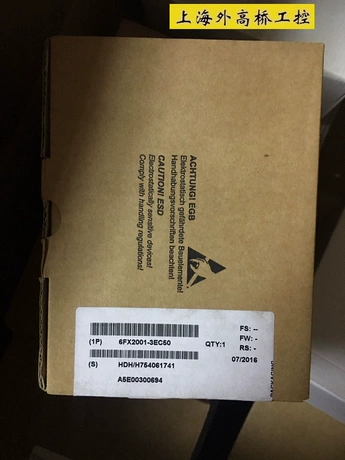 上海外高桥工控
ACHTUNG! EGB
Elektrostatisch gefährdete Bauelemente!
Handhabungsvorschriften beachten!
CAUTION! ESD
Electrostatically sensitive devices!
Comply with handling regulations!
(1P) 6FX2001-3EC50 QTY:1
FS: --
FW: -
RS: --
07/2016
(S) HDH/H754061741
A5E00300694